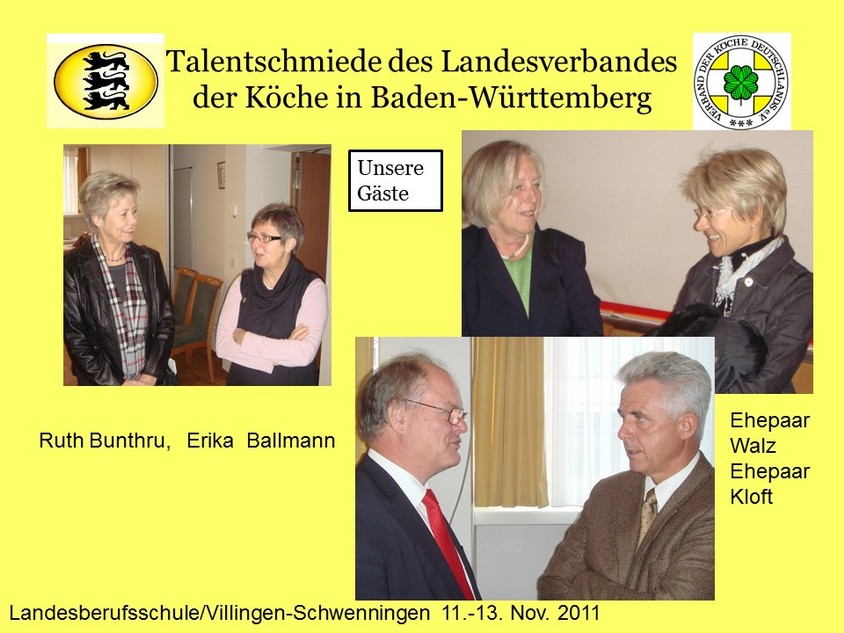 Talentschmiede des Landesverbandes
der Köche in Baden-Württemberg
VERBAND DER KÖCHE DEUTSCHLANDS e.V.
Unsere
Gäste
Ruth Bunthru, Erika Ballmann
Ehepaar
Walz
Ehepaar
Kloft
Landesberufsschule/Villingen-Schwenningen 11.-13. Nov. 2011